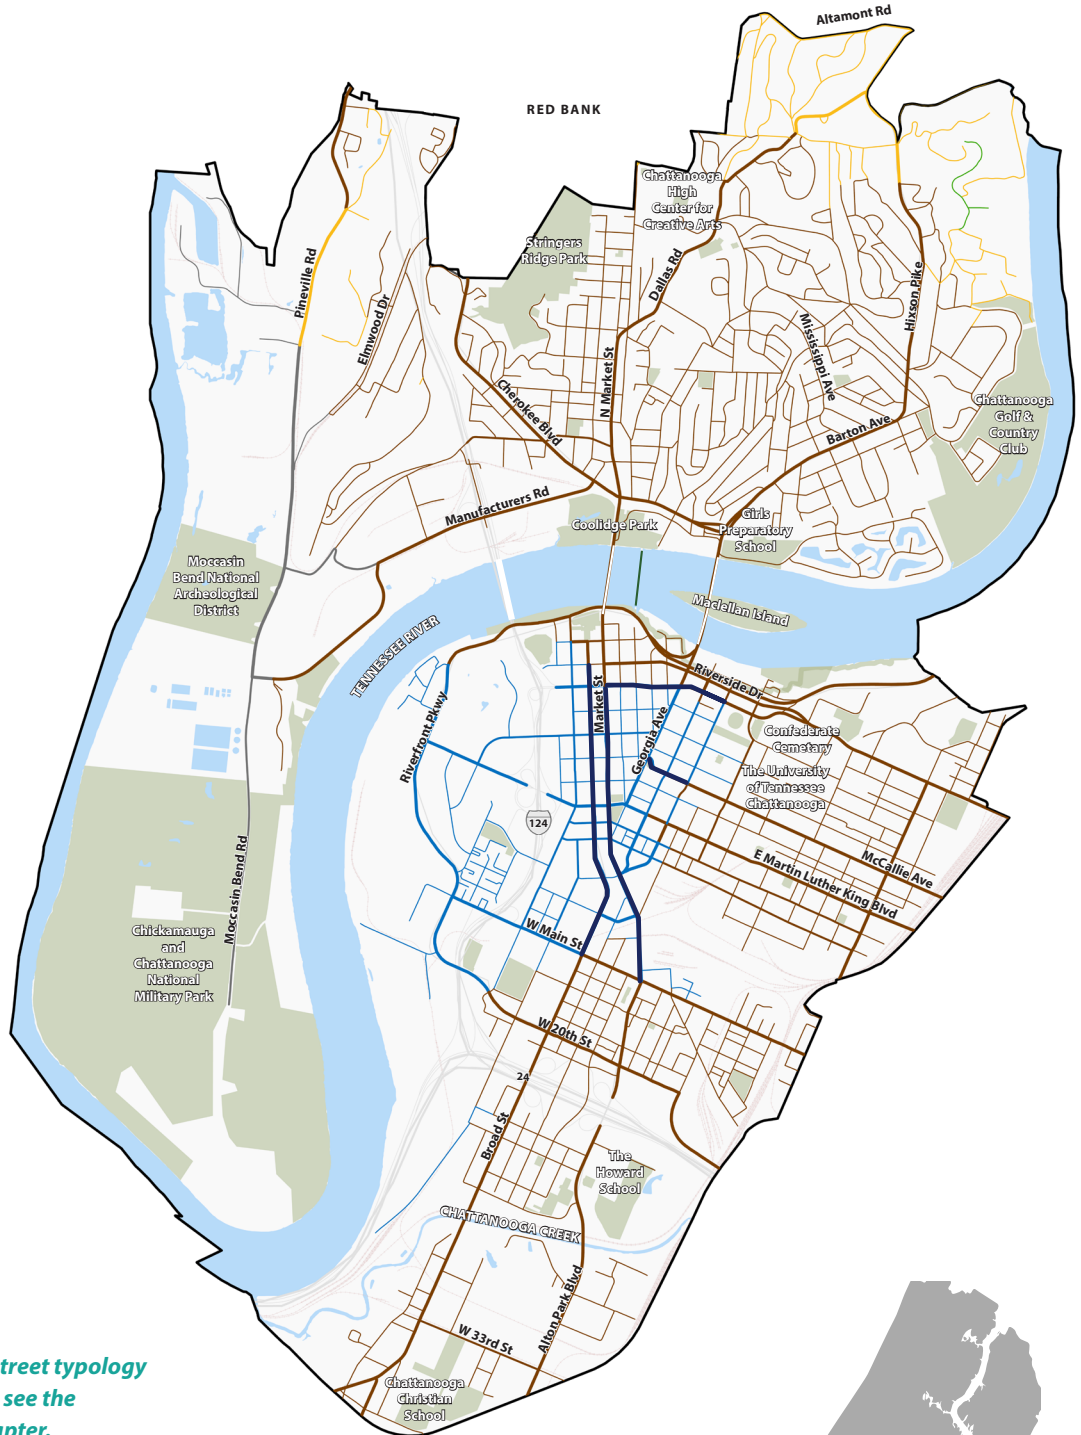 Altamont Rd
RED BANK
Chattanooga
High
Center for
Creative Arts
Stringers
Ridge Park
Pineville Rd
Elmwood Dr
Dallas Rd
Hixson Pike
Mississippi Ave
N Market St
Cherokee Blvd
Chattanooga
Golf &
Country
Club
Barton Ave
Manufacturers Rd
Coolidge Park
Girls
Preparatory
School
Moccasin
Bend National
Archeological
District
Maclellan Island
TENNESSEE RIVER
Riverside Dr
Market St
Riverfront Pkwy
Georgia Ave
Confederate
Cemetary
The University
of Tennessee
Chattanooga
124
McCallie Ave
E Martin Luther King Blvd
Moccasin Bend Rd
Chickamauga
and
Chattanooga
National
Military Park
W Main St
W 20th St
24
Broad St
The
Howard
School
CHATTANOOGA CREEK
Alton Park Blvd
W 33rd St
Chattanooga
Christian
School
treet typology
see the
apter.